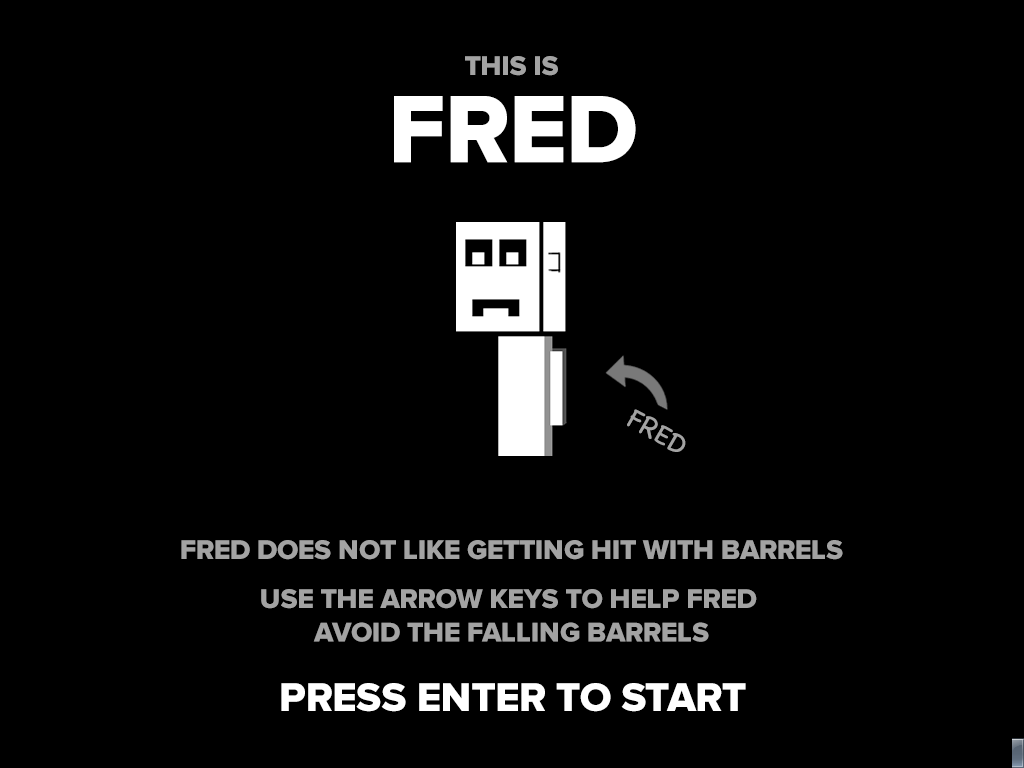 THIS IS
FRED
FRED
FRED DOES NOT LIKE GETTING HIT WITH BARRELS
USE THE ARROW KEYS TO HELP FRED
AVOID THE FALLING BARRELS
PRESS ENTER TO START